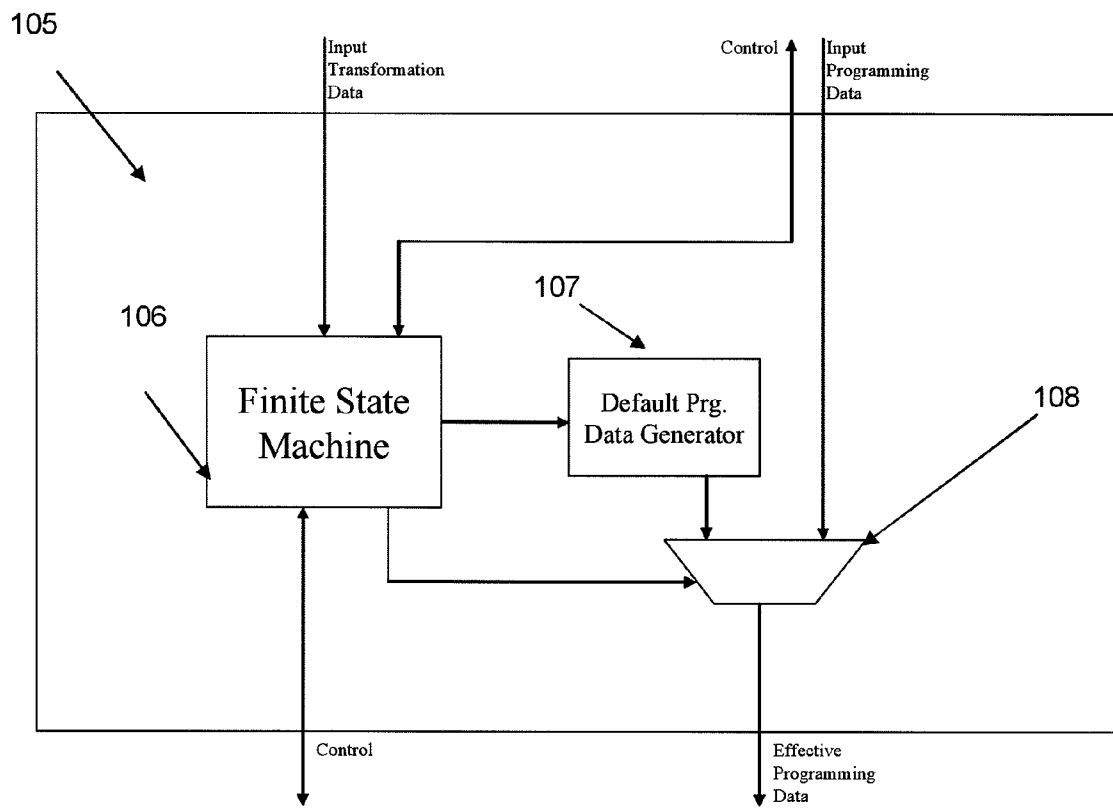 105
Input
Transformation
Data
Control
Input
Programming
Data
106
107
108
Finite State
Machine
Default Prg.
Data Generator
Control
Effective
Programming
Data